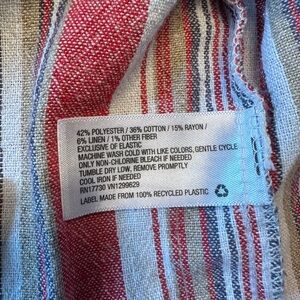 42% POLYESTER / 36% COTTON / 15% RAYON /
6% LINEN / 1% OTHER FIBER
EXCLUSIVE OF ELASTIC
MACHINE WASH COLD WITH LIKE COLORS, GENTLE CYCLE
ONLY NON-CHLORINE BLEACH IF NEEDED
TUMBLE DRY LOW, REMOVE PROMPTLY
COOL IRON IF NEEDED
RN17730 VN1299629
LABEL MADE FROM 100% RECYCLED PLASTIC